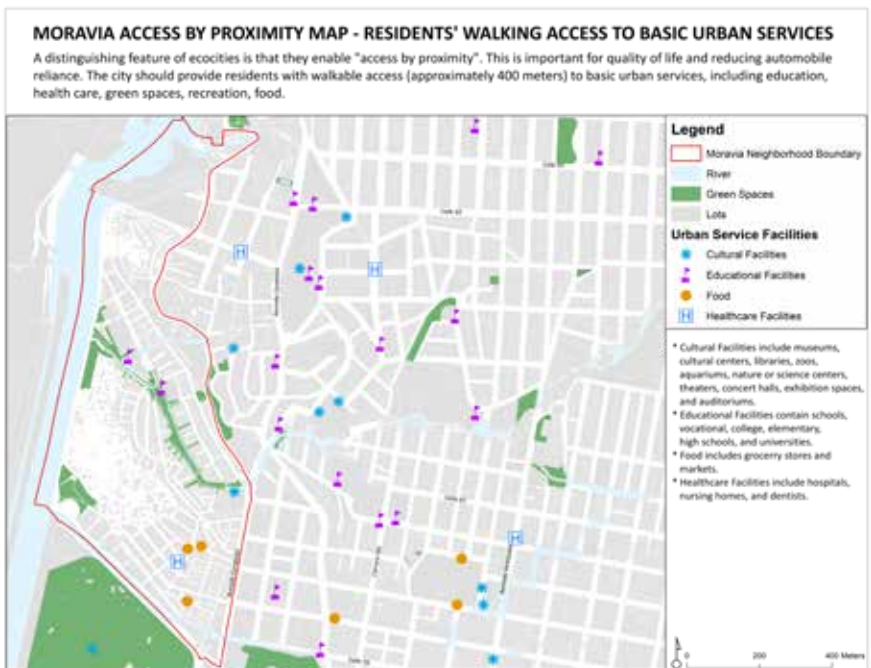 MORAVIA ACCESS BY PROXIMITY MAP - RESIDENTS' WALKING ACCESS TO BASIC URBAN SERVICES
A distinguishing feature of ecocities is that they enable "access by proximity". This is important for quality of life and reducing automobile
reliance. The city should provide residents with walkable access (approximately 400 meters) to basic urban services, including education,
health care, green spaces, recreation, food.
Legend
Moravia Neighborhood Boundary
River
Green Spaces
Lots
Urban Service Facilities
Cultural Facilities
Educational Facilities
Food
H Healthcare Facilities
* Cultural Facilities include museums,
cultural centers, libraries, zoos,
aquariums, nature or science centers,
theaters, concert halls, exhibition spaces,
and auditoriums.
* Educational Facilities contain schools,
vocational, college, elementary,
high schools, and universities.
* Food includes grocerry stores and
markets.
* Healthcare Facilities include hospitals,
nursing homes, and dentists.
H
H
H
H
0 200 400 Meters